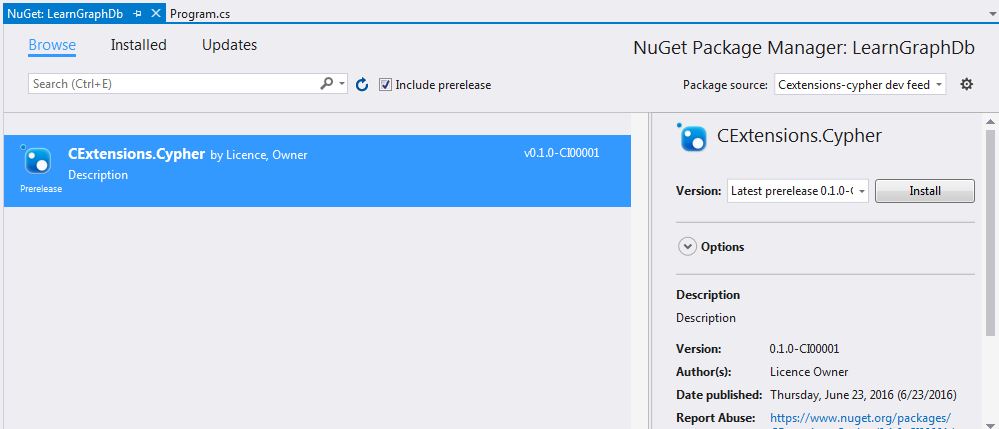 NuGet: LearnGraphDb
Program.cs
Browse Installed Updates
NuGet Package Manager: LearnGraphDb
Search (Ctrl+E)
Include prerelease
Package source: Cextensions-cypher dev feed
CExtensions.Cypher by Licence, Owner
v0.1.0-CI00001
Description
Prerelease
CExtensions.Cypher
Version: Latest prerelease 0.1.0-C
Install
Options
Description
Description
Version: 0.1.0-CI00001
Author(s): Licence Owner
Date published: Thursday, June 23, 2016 (6/23/2016)
Report Abuse: https://www.nuget.org/packages/